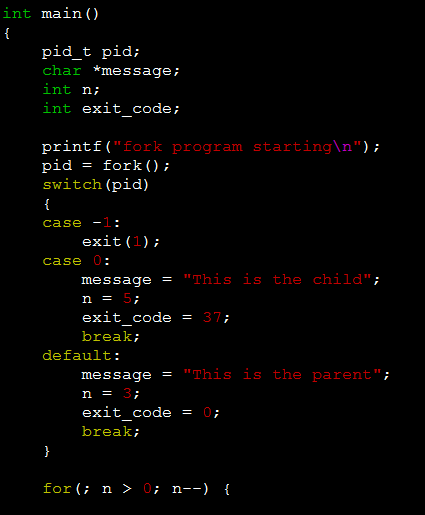 int main()
{
    pid_t pid;
    char *message;
    int n;
    int exit_code;

    printf("fork program starting\n");
    pid = fork();
    switch(pid)
    {
    case -1:
        exit(1);
    case 0:
        message = "This is the child";
        n = 5;
        exit_code = 37;
        break;
    default:
        message = "This is the parent";
        n = 3;
        exit_code = 0;
        break;
    }

    for(; n > 0; n--) {